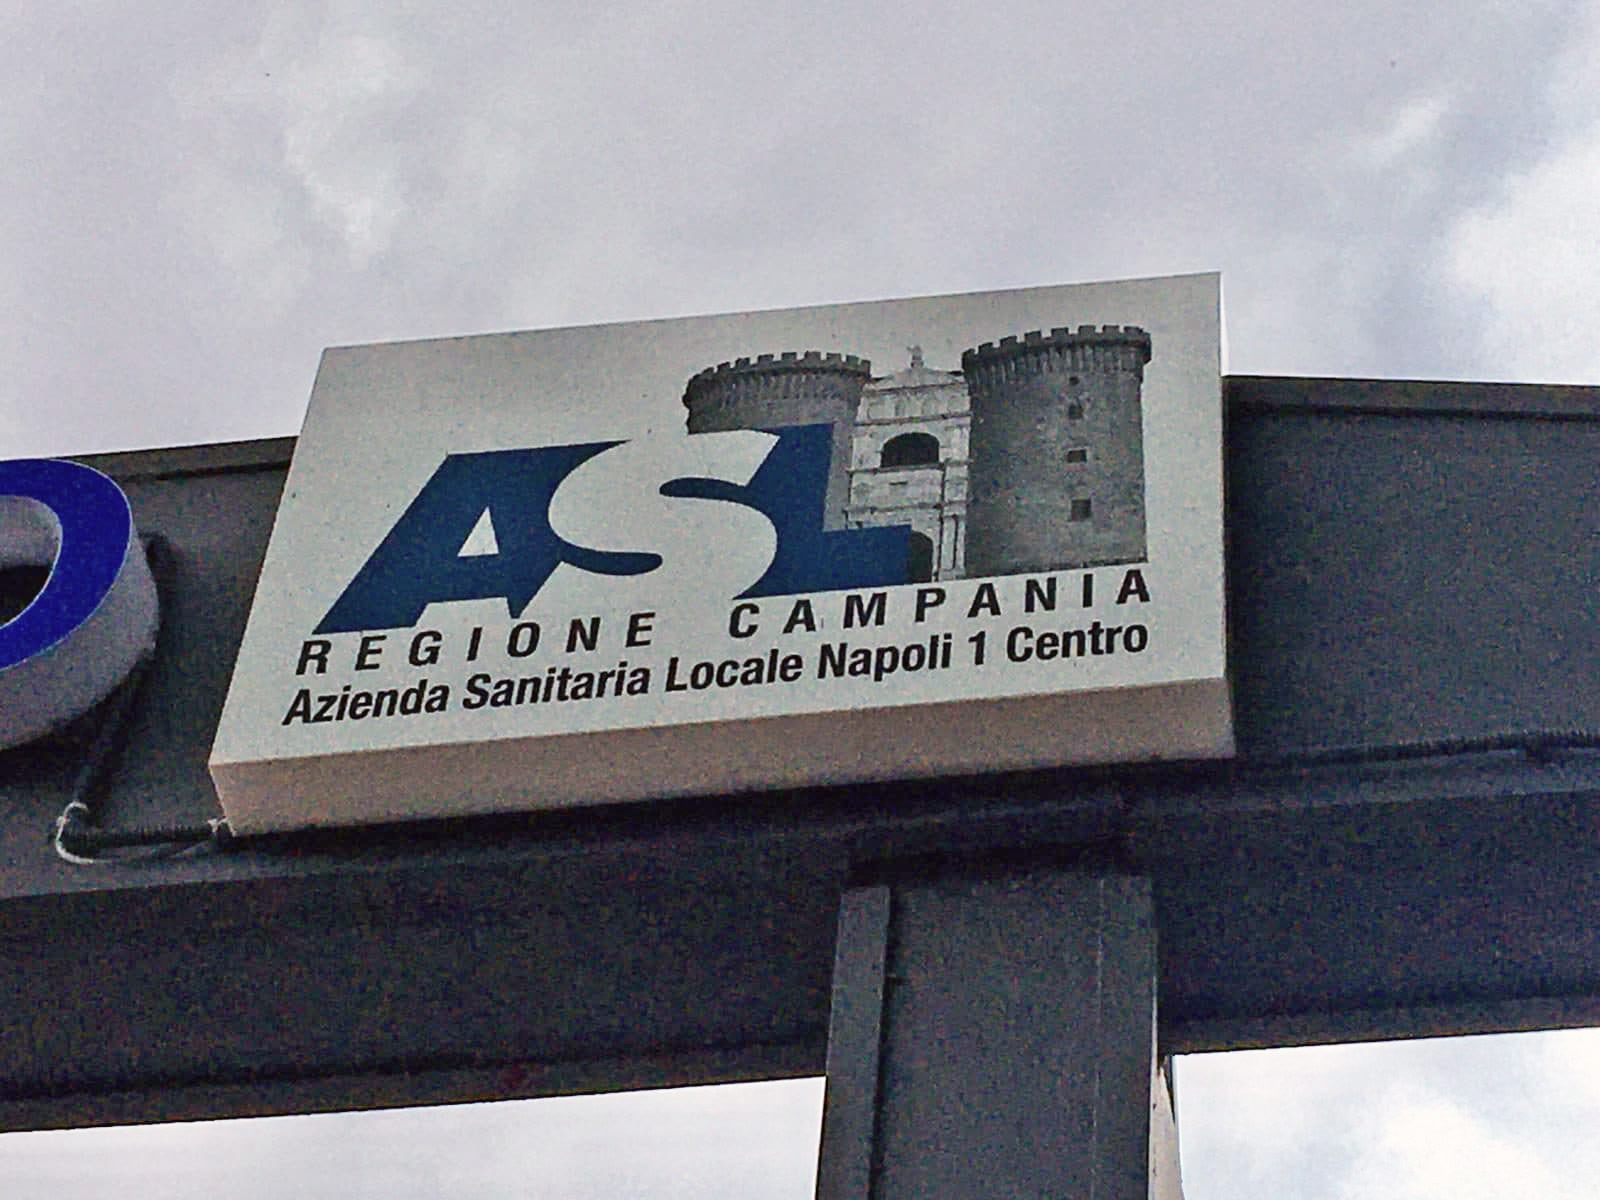 ASL
REGIONE CAMPANIA
Azienda Sanitaria Locale Napoli 1 Centro